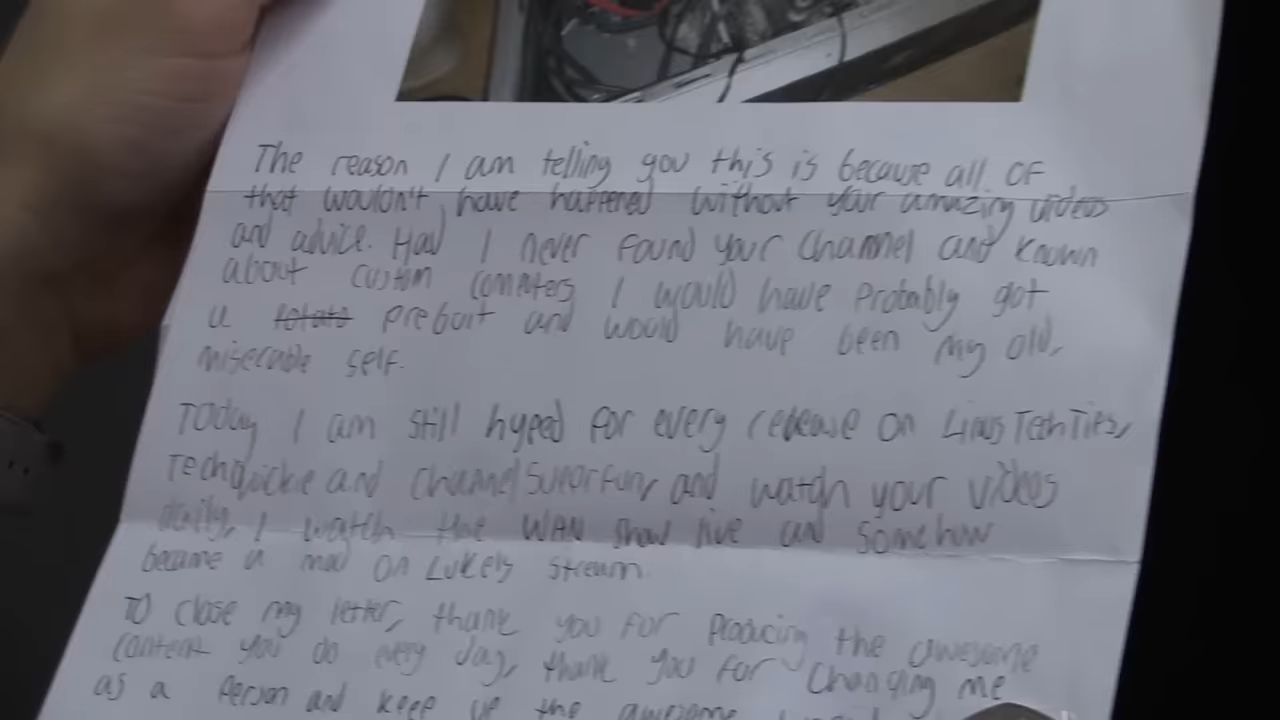 The reason I am telling you this is because all of
that wouldn't have happened without your amazing videos
and advice. Had I never found your channel and known
about custom computers I would have probably got
a potato prebuit and would have been my old,
miserable self.
Today I am still hyped for every release on LinusTechTips,
Techquickie and ChannelSuperFun, and watch your videos
daily, I watch the WAN show live and somehow
became a mod on Luke's stream.
To close my letter, thank you for producing the awesome
content you do every day, thank you for changing me
as a person and keep up the awesome